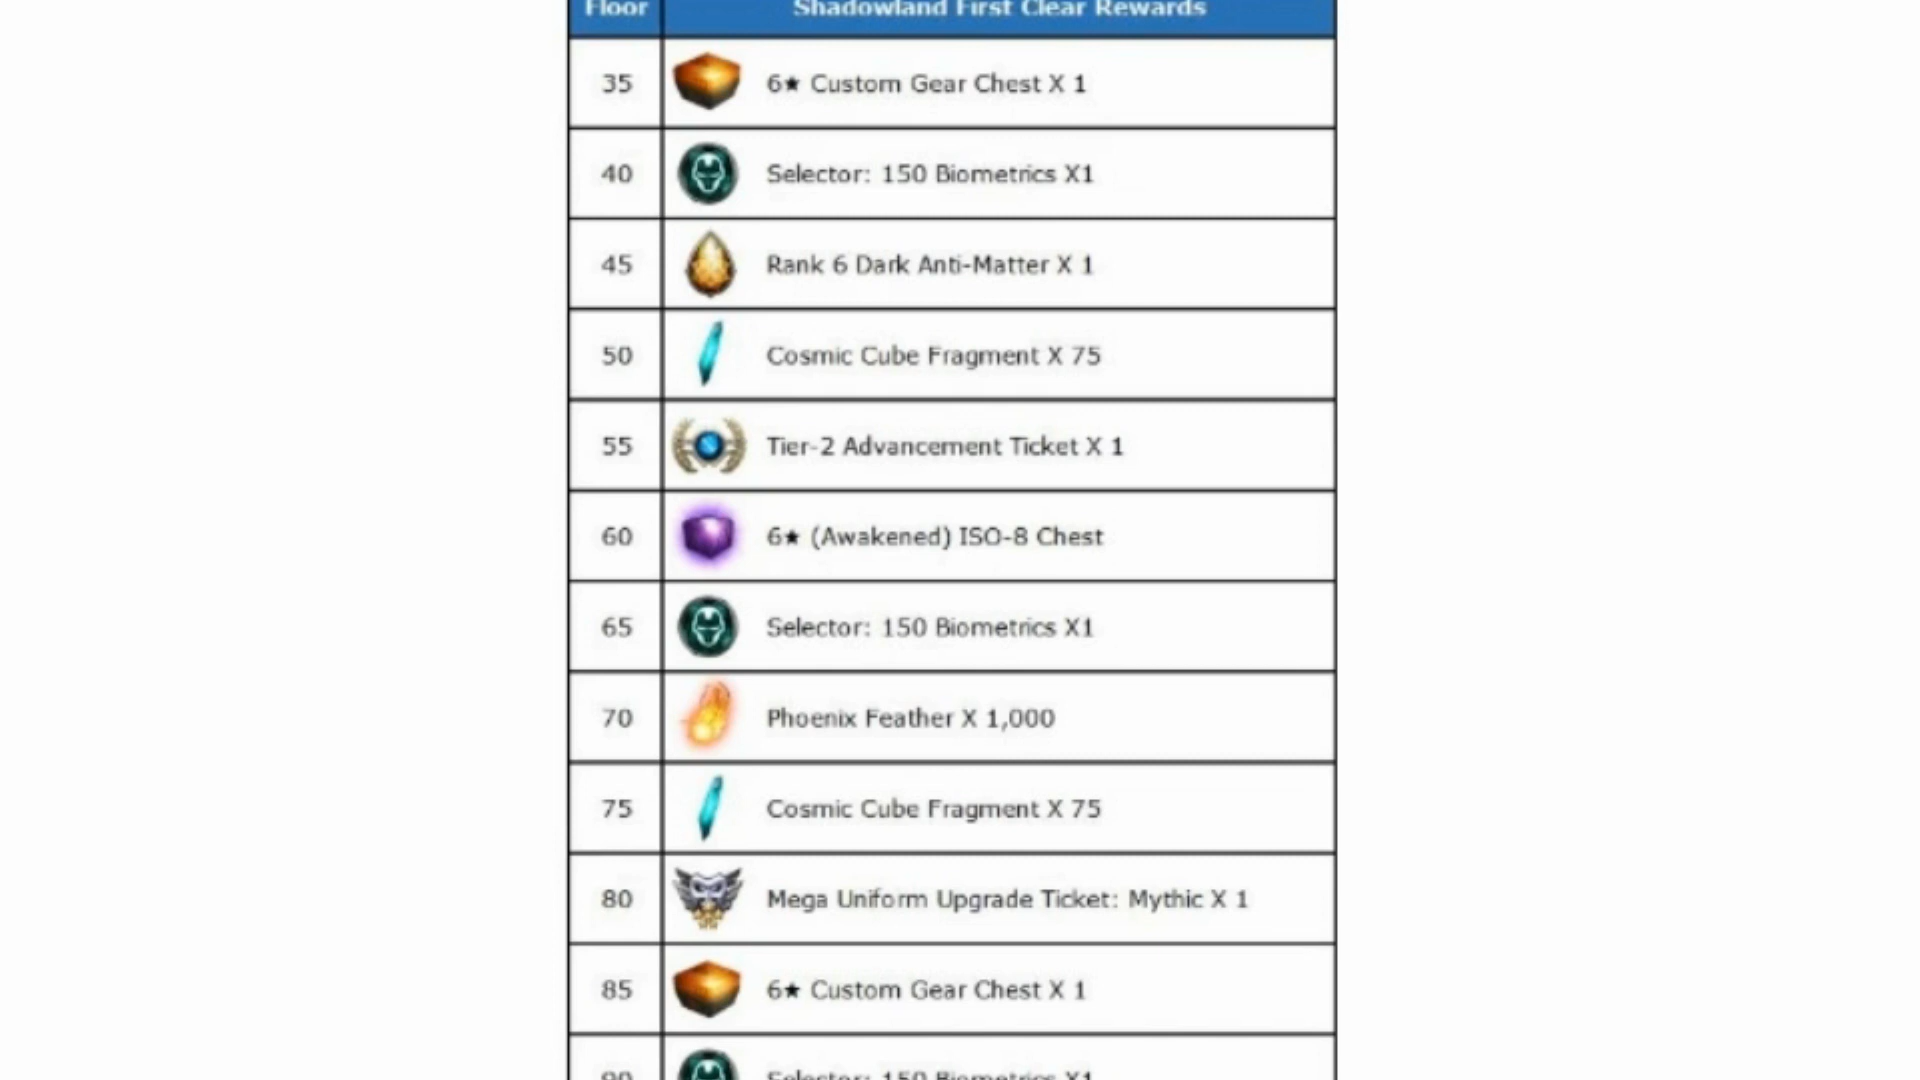 Floor Shadowland First Clear Rewards
35 6★ Custom Gear Chest X 1
40 Selector: 150 Biometrics X1
45 Rank 6 Dark Anti-Matter X 1
50 Cosmic Cube Fragment X 75
55 Tier-2 Advancement Ticket X 1
60 6★ (Awakened) ISO-8 Chest
65 Selector: 150 Biometrics X1
70 Phoenix Feather X 1,000
75 Cosmic Cube Fragment X 75
80 Mega Uniform Upgrade Ticket: Mythic X 1
85 6★ Custom Gear Chest X 1
90 Selector: 150 Biometrics X1